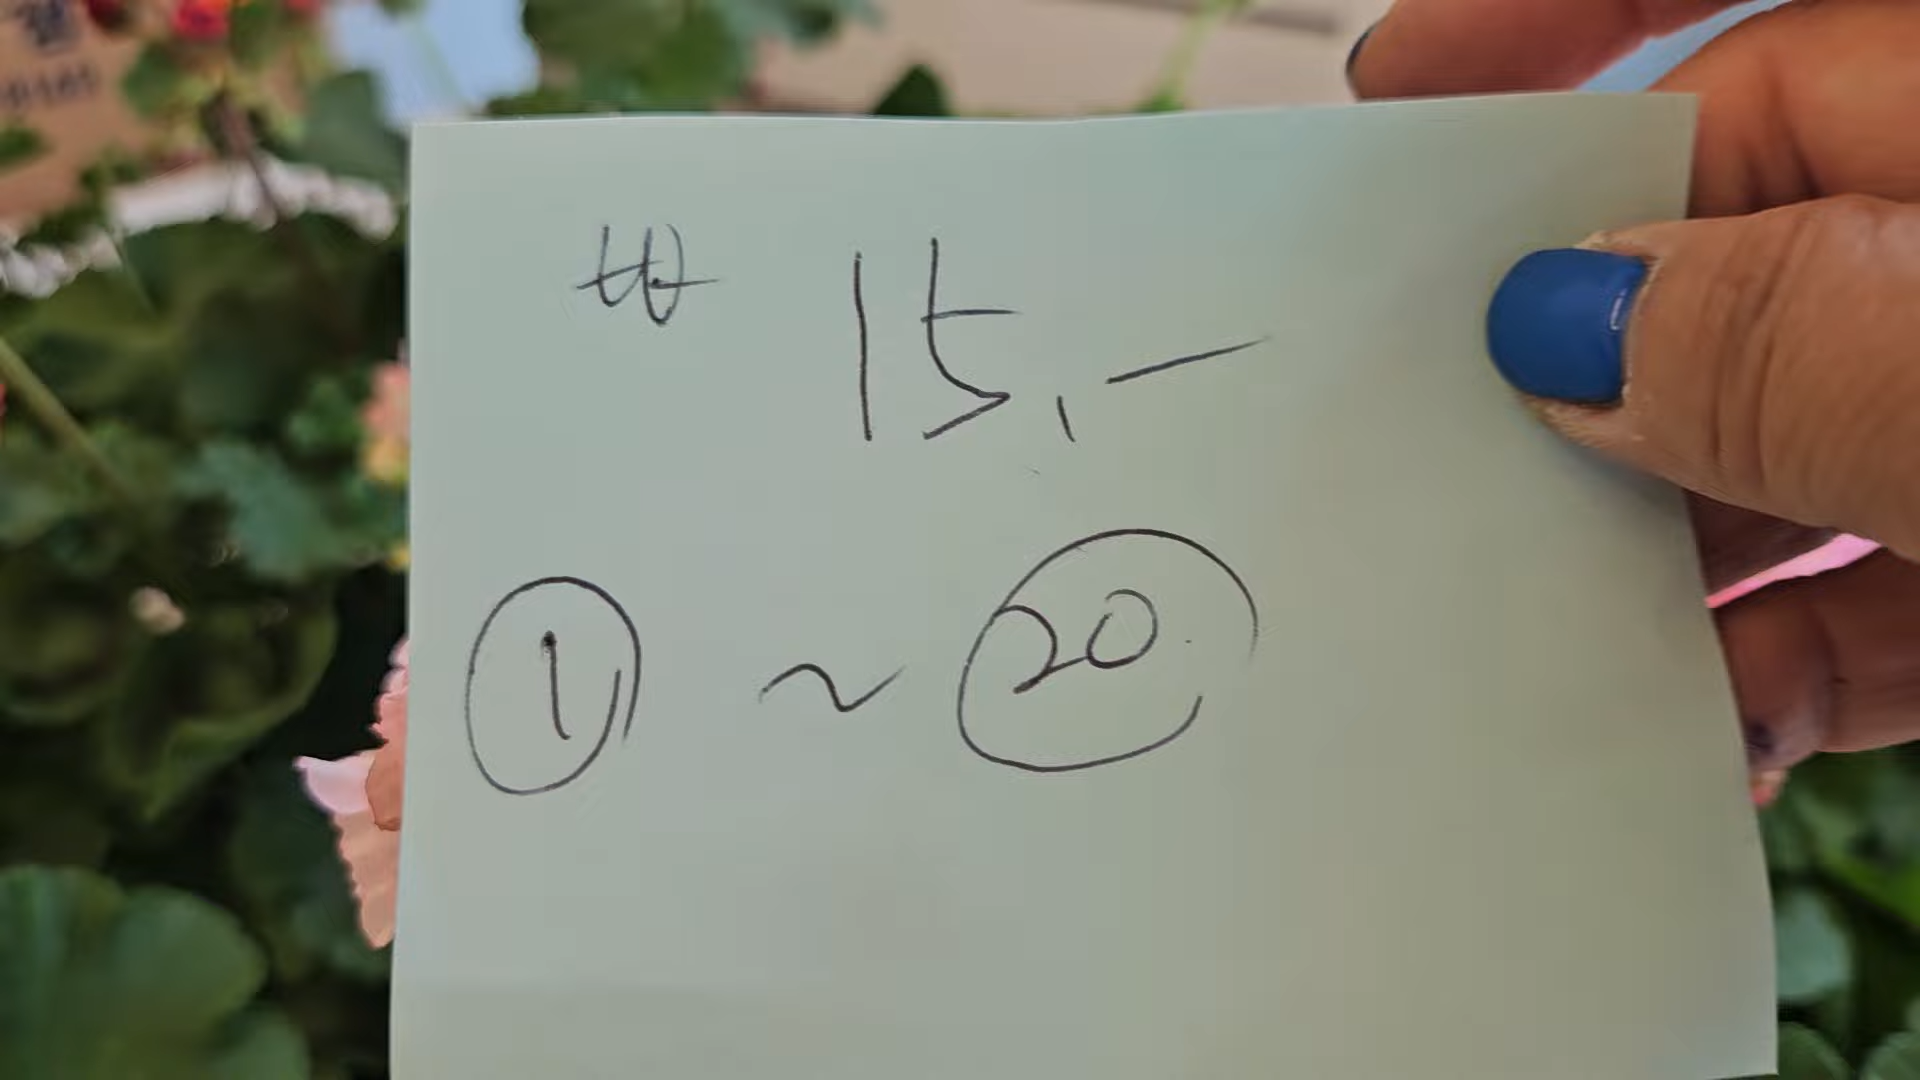 ₩ 15,—
① ~ ⑳